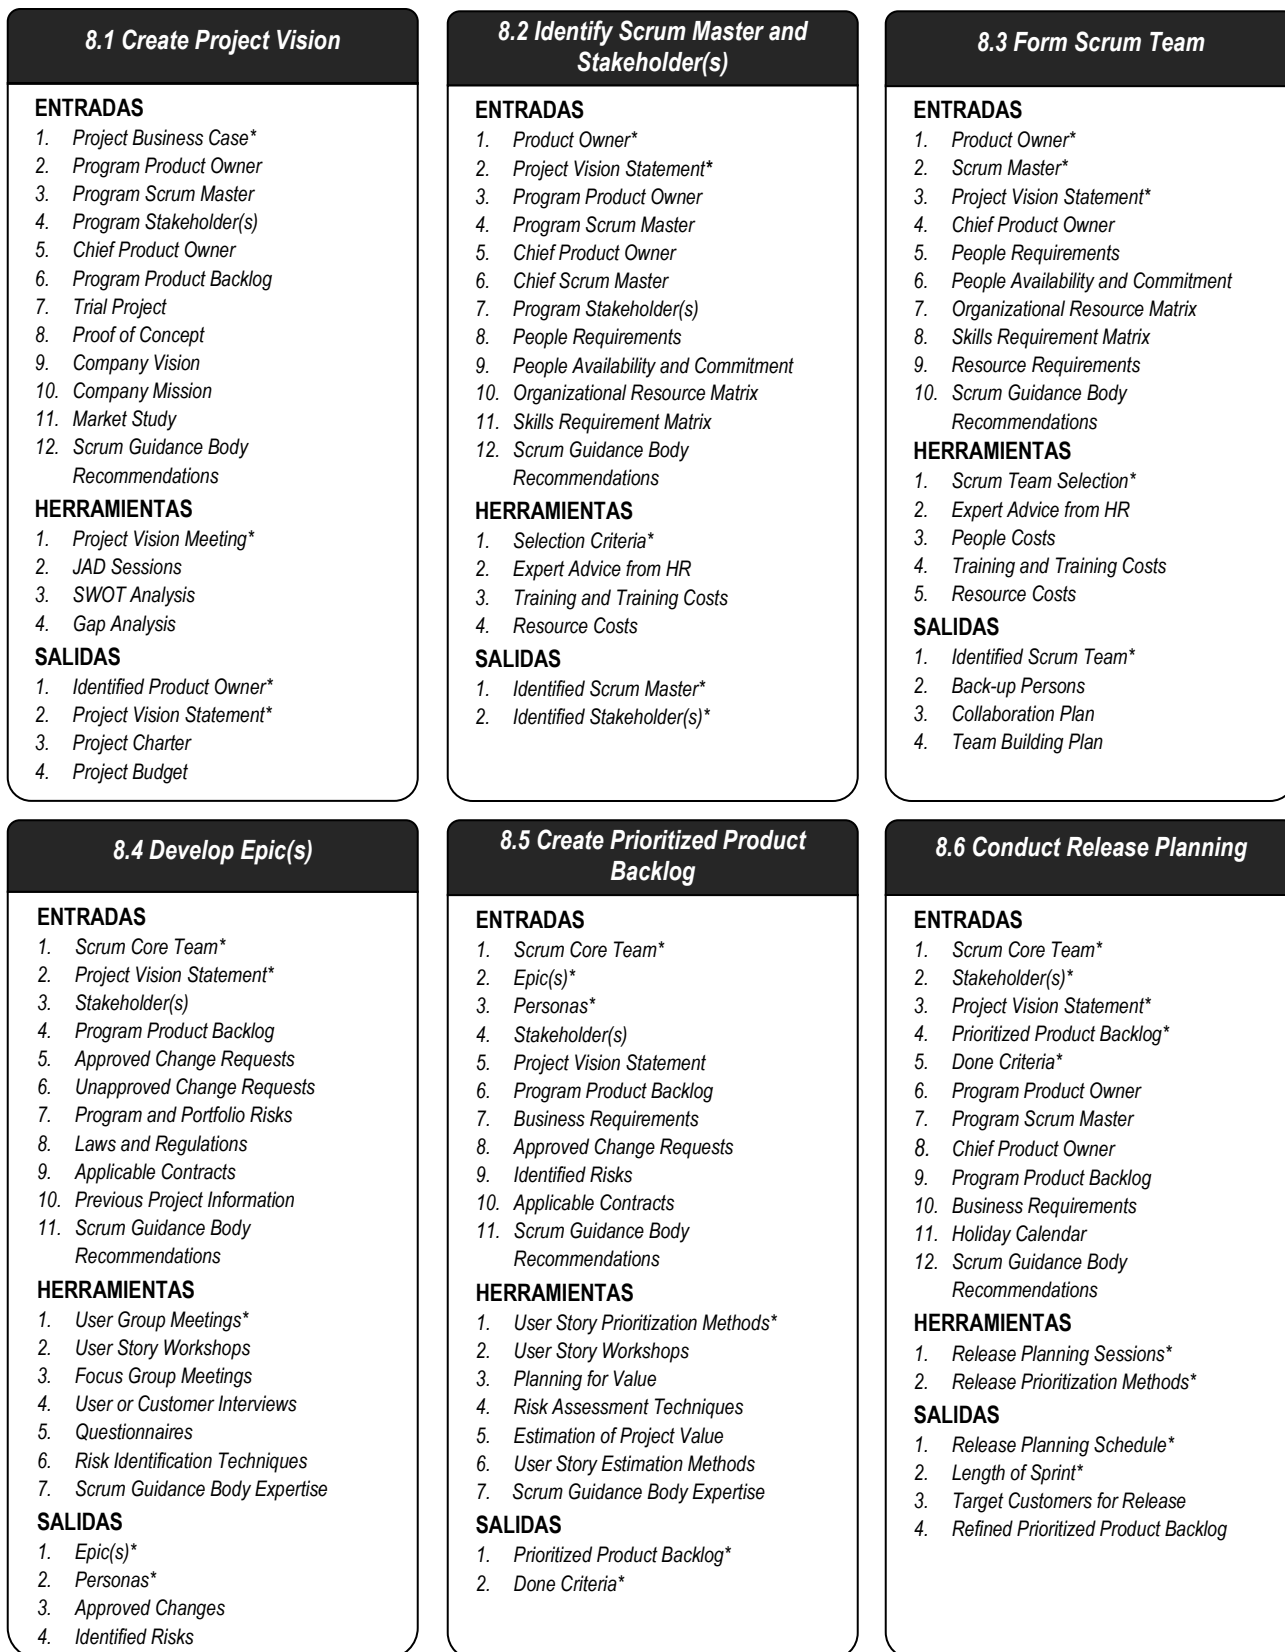 8.1 Create Project Vision
ENTRADAS
1. Project Business Case*
2. Program Product Owner
3. Program Scrum Master
4. Program Stakeholder(s)
5. Chief Product Owner
6. Program Product Backlog
7. Trial Project
8. Proof of Concept
9. Company Vision
10. Company Mission
11. Market Study
12. Scrum Guidance Body
Recommendations
HERRAMIENTAS
1. Project Vision Meeting*
2. JAD Sessions
3. SWOT Analysis
4. Gap Analysis
SALIDAS
1. Identified Product Owner*
2. Project Vision Statement*
3. Project Charter
4. Project Budget
8.2 Identify Scrum Master and
Stakeholder(s)
ENTRADAS
1. Product Owner*
2. Project Vision Statement*
3. Program Product Owner
4. Program Scrum Master
5. Chief Product Owner
6. Chief Scrum Master
7. Program Stakeholder(s)
8. People Requirements
9. People Availability and Commitment
10. Organizational Resource Matrix
11. Skills Requirement Matrix
12. Scrum Guidance Body
Recommendations
HERRAMIENTAS
1. Selection Criteria*
2. Expert Advice from HR
3. Training and Training Costs
4. Resource Costs
SALIDAS
1. Identified Scrum Master*
2. Identified Stakeholder(s)*
8.3 Form Scrum Team
ENTRADAS
1. Product Owner*
2. Scrum Master*
3. Project Vision Statement*
4. Chief Product Owner
5. People Requirements
6. People Availability and Commitment
7. Organizational Resource Matrix
8. Skills Requirement Matrix
9. Resource Requirements
10. Scrum Guidance Body
Recommendations
HERRAMIENTAS
1. Scrum Team Selection*
2. Expert Advice from HR
3. People Costs
4. Training and Training Costs
5. Resource Costs
SALIDAS
1. Identified Scrum Team*
2. Back-up Persons
3. Collaboration Plan
4. Team Building Plan
8.4 Develop Epic(s)
ENTRADAS
1. Scrum Core Team*
2. Project Vision Statement*
3. Stakeholder(s)
4. Program Product Backlog
5. Approved Change Requests
6. Unapproved Change Requests
7. Program and Portfolio Risks
8. Laws and Regulations
9. Applicable Contracts
10. Previous Project Information
11. Scrum Guidance Body
Recommendations
HERRAMIENTAS
1. User Group Meetings*
2. User Story Workshops
3. Focus Group Meetings
4. User or Customer Interviews
5. Questionnaires
6. Risk Identification Techniques
7. Scrum Guidance Body Expertise
SALIDAS
1. Epic(s)*
2. Personas*
3. Approved Changes
4. Identified Risks
8.5 Create Prioritized Product
Backlog
ENTRADAS
1. Scrum Core Team*
2. Epic(s)*
3. Personas*
4. Stakeholder(s)
5. Project Vision Statement
6. Program Product Backlog
7. Business Requirements
8. Approved Change Requests
9. Identified Risks
10. Applicable Contracts
11. Scrum Guidance Body
Recommendations
HERRAMIENTAS
1. User Story Prioritization Methods*
2. User Story Workshops
3. Planning for Value
4. Risk Assessment Techniques
5. Estimation of Project Value
6. User Story Estimation Methods
7. Scrum Guidance Body Expertise
SALIDAS
1. Prioritized Product Backlog*
2. Done Criteria*
8.6 Conduct Release Planning
ENTRADAS
1. Scrum Core Team*
2. Stakeholder(s)*
3. Project Vision Statement*
4. Prioritized Product Backlog*
5. Done Criteria*
6. Program Product Owner
7. Program Scrum Master
8. Chief Product Owner
9. Program Product Backlog
10. Business Requirements
11. Holiday Calendar
12. Scrum Guidance Body
Recommendations
HERRAMIENTAS
1. Release Planning Sessions*
2. Release Prioritization Methods*
SALIDAS
1. Release Planning Schedule*
2. Length of Sprint*
3. Target Customers for Release
4. Refined Prioritized Product Backlog